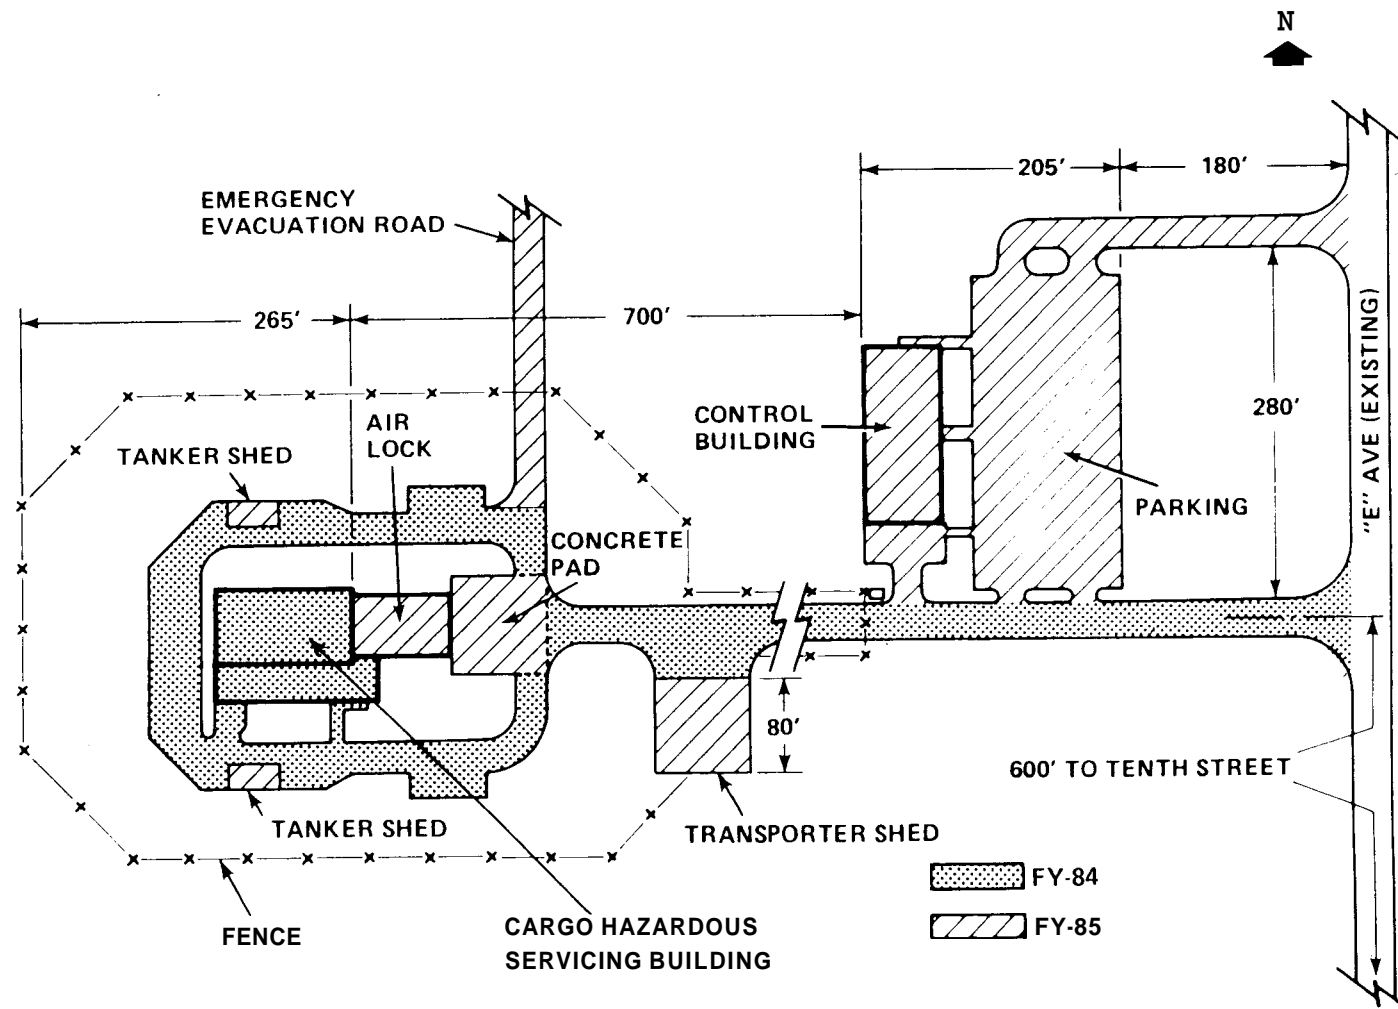 N
205'
180'
EMERGENCY
EVACUATION ROAD
265'
700'
"E" AVE (EXISTING)
280'
CONTROL
BUILDING
AIR
LOCK
TANKER SHED
PARKING
CONCRETE
PAD
80'
600' TO TENTH STREET
TANKER SHED
TRANSPORTER SHED
FY-84
FY-85
FENCE
CARGO HAZARDOUS
SERVICING BUILDING